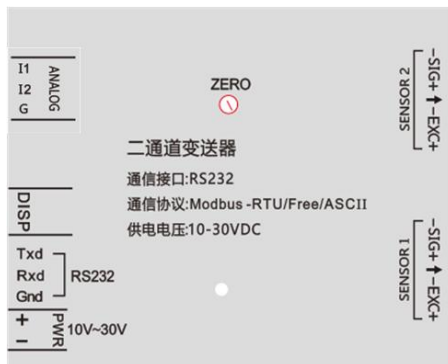 I1
I2
G
ANALOG
ZERO
-SIG+ -EXC+
SENSOR 2
二通道变送器
通信接口:RS232
通信协议:Modbus -RTU/Free/ASCII
供电电压:10-30VDC
DISP
Txd
Rxd
Gnd
RS232
-SIG+ -EXC+
SENSOR 1
+
-
PWR
10V~30V